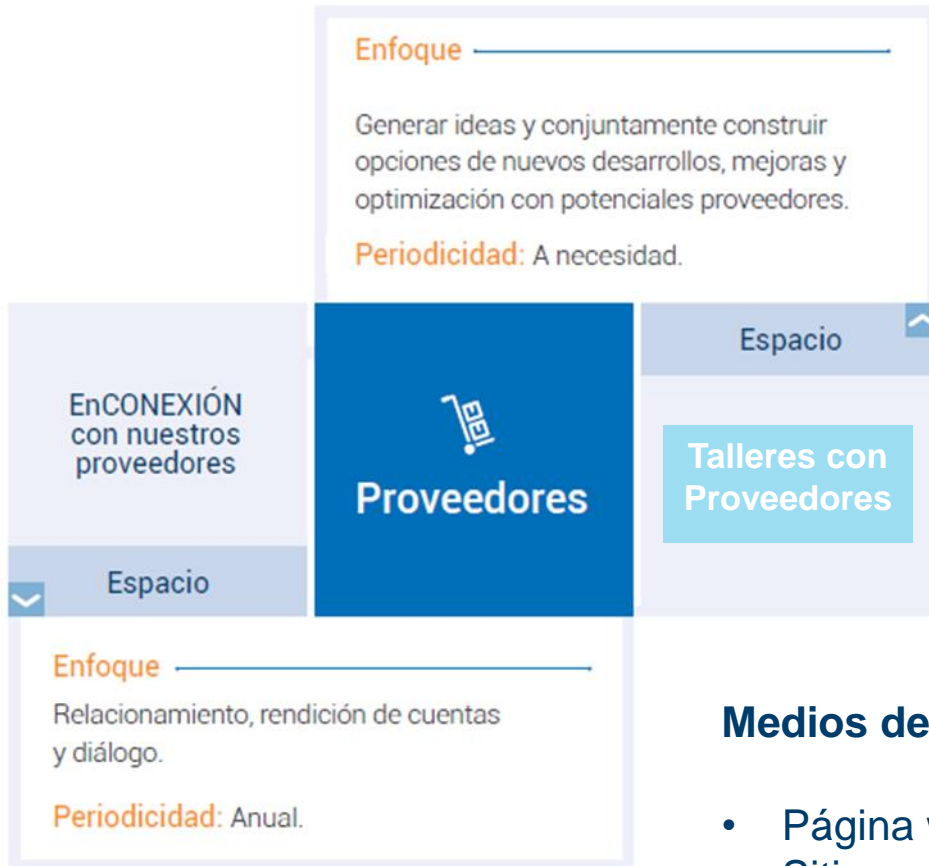 Enfoque
Generar ideas y conjuntamente construir
opciones de nuevos desarrollos, mejoras y
optimización con potenciales proveedores.
Periodicidad: A necesidad.
EnCONEXIÓN
con nuestros
proveedores
Espacio
Proveedores
Espacio
Talleres con
Proveedores
Enfoque
Relacionamiento, rendición de cuentas
y diálogo.
Periodicidad: Anual.
Medios de
• Página